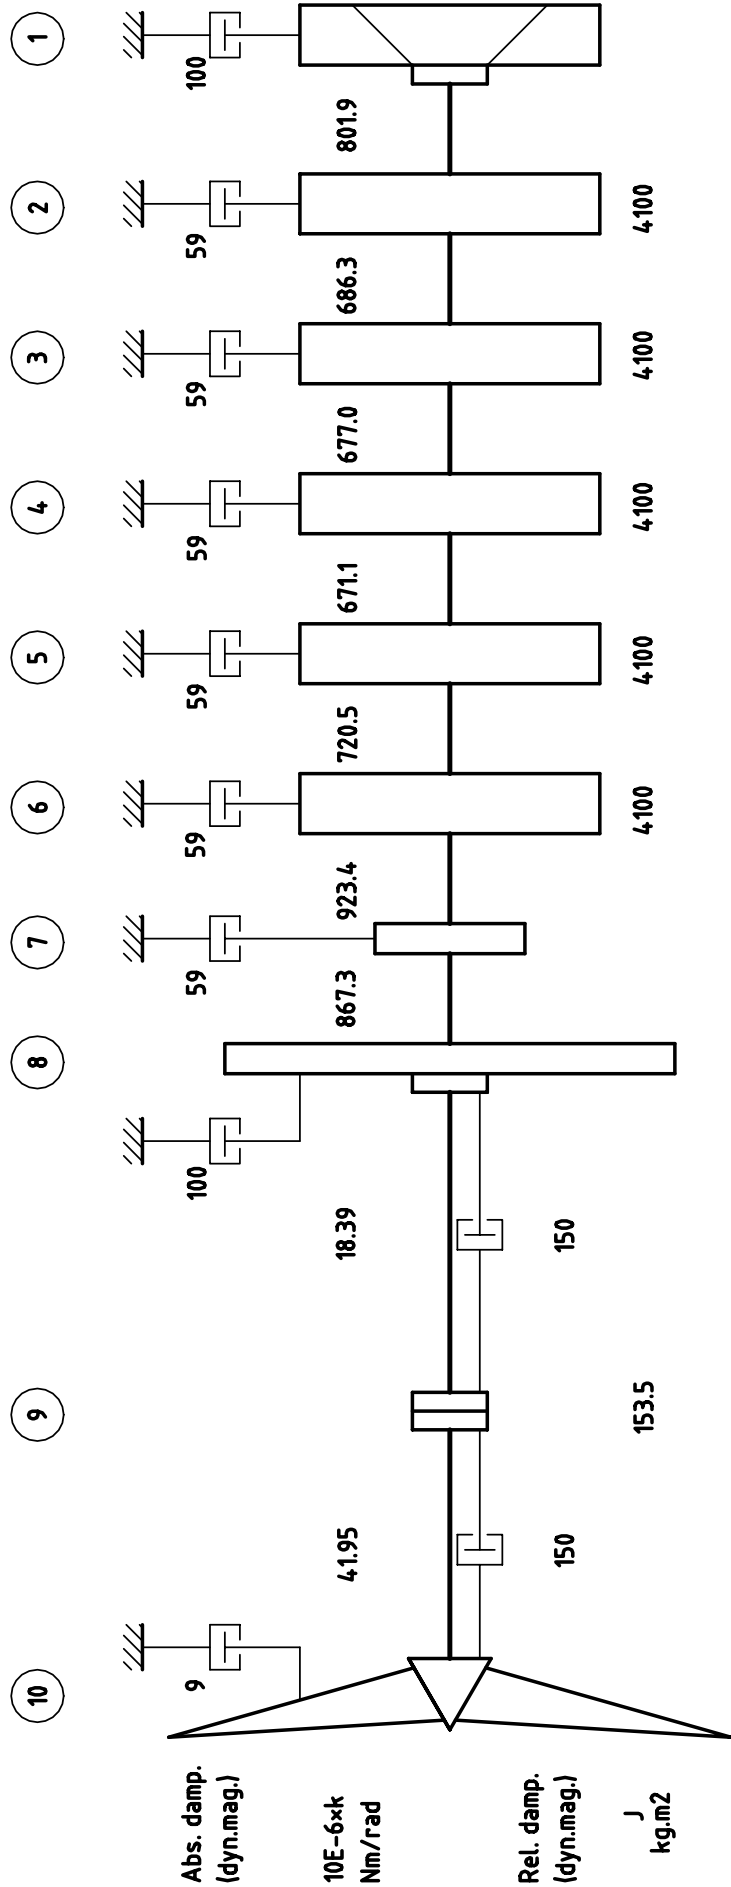 10 9 8 7 6 5 4 3 2 1
Abs. damp. 9 100 59 59 59 59 59 59 100
(dyn.mag.)
10E-6×k 41.95 18.39 867.3 923.4 720.5 671.1 677.0 686.3 801.9
Nm/rad
Rel. damp.
(dyn.mag.) 150 150
J 153.5 4100 4100 4100 4100 4100
kg.m2